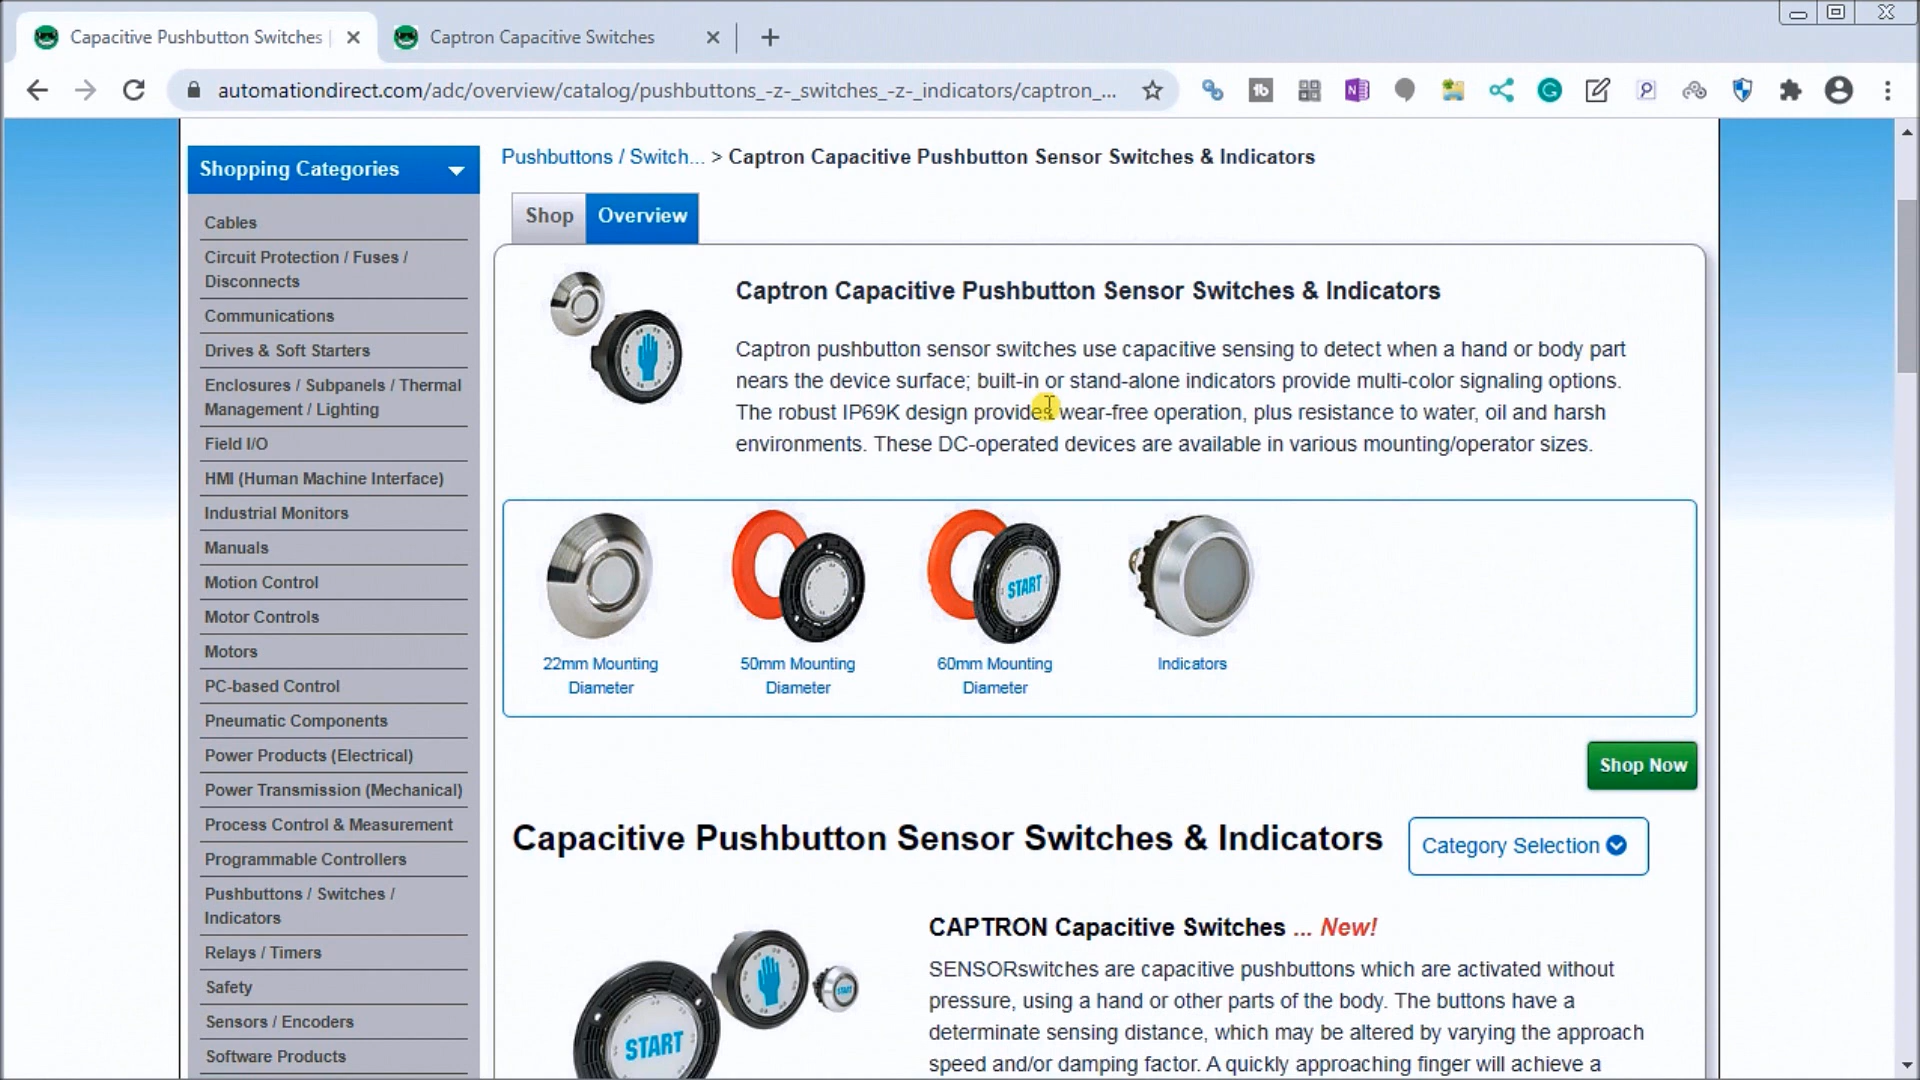 Capacitive Pushbutton Switches |
Captron Capacitive Switches
automationdirect.com/adc/overview/catalog/pushbuttons_-z-_switches_-z-_indicators/captron_...
Shopping Categories
Cables
Circuit Protection / Fuses /
Disconnects
Communications
Drives & Soft Starters
Enclosures / Subpanels / Thermal
Management / Lighting
Field I/O
HMI (Human Machine Interface)
Industrial Monitors
Manuals
Motion Control
Motor Controls
Motors
PC-based Control
Pneumatic Components
Power Products (Electrical)
Power Transmission (Mechanical)
Process Control & Measurement
Programmable Controllers
Pushbuttons / Switches /
Indicators
Relays / Timers
Safety
Sensors / Encoders
Software Products
Pushbuttons / Switch... > Captron Capacitive Pushbutton Sensor Switches & Indicators
Shop
Overview
Captron Capacitive Pushbutton Sensor Switches & Indicators
Captron pushbutton sensor switches use capacitive sensing to detect when a hand or body part
nears the device surface; built-in or stand-alone indicators provide multi-color signaling options.
The robust IP69K design provides wear-free operation, plus resistance to water, oil and harsh
environments. These DC-operated devices are available in various mounting/operator sizes.
START
22mm Mounting
Diameter
50mm Mounting
Diameter
60mm Mounting
Diameter
Indicators
Shop Now
Capacitive Pushbutton Sensor Switches & Indicators
Category Selection
START
START
CAPTRON Capacitive Switches ... New!
SENSORswitches are capacitive pushbuttons which are activated without
pressure, using a hand or other parts of the body. The buttons have a
determinate sensing distance, which may be altered by varying the approach
speed and/or damping factor. A quickly approaching finger will achieve a